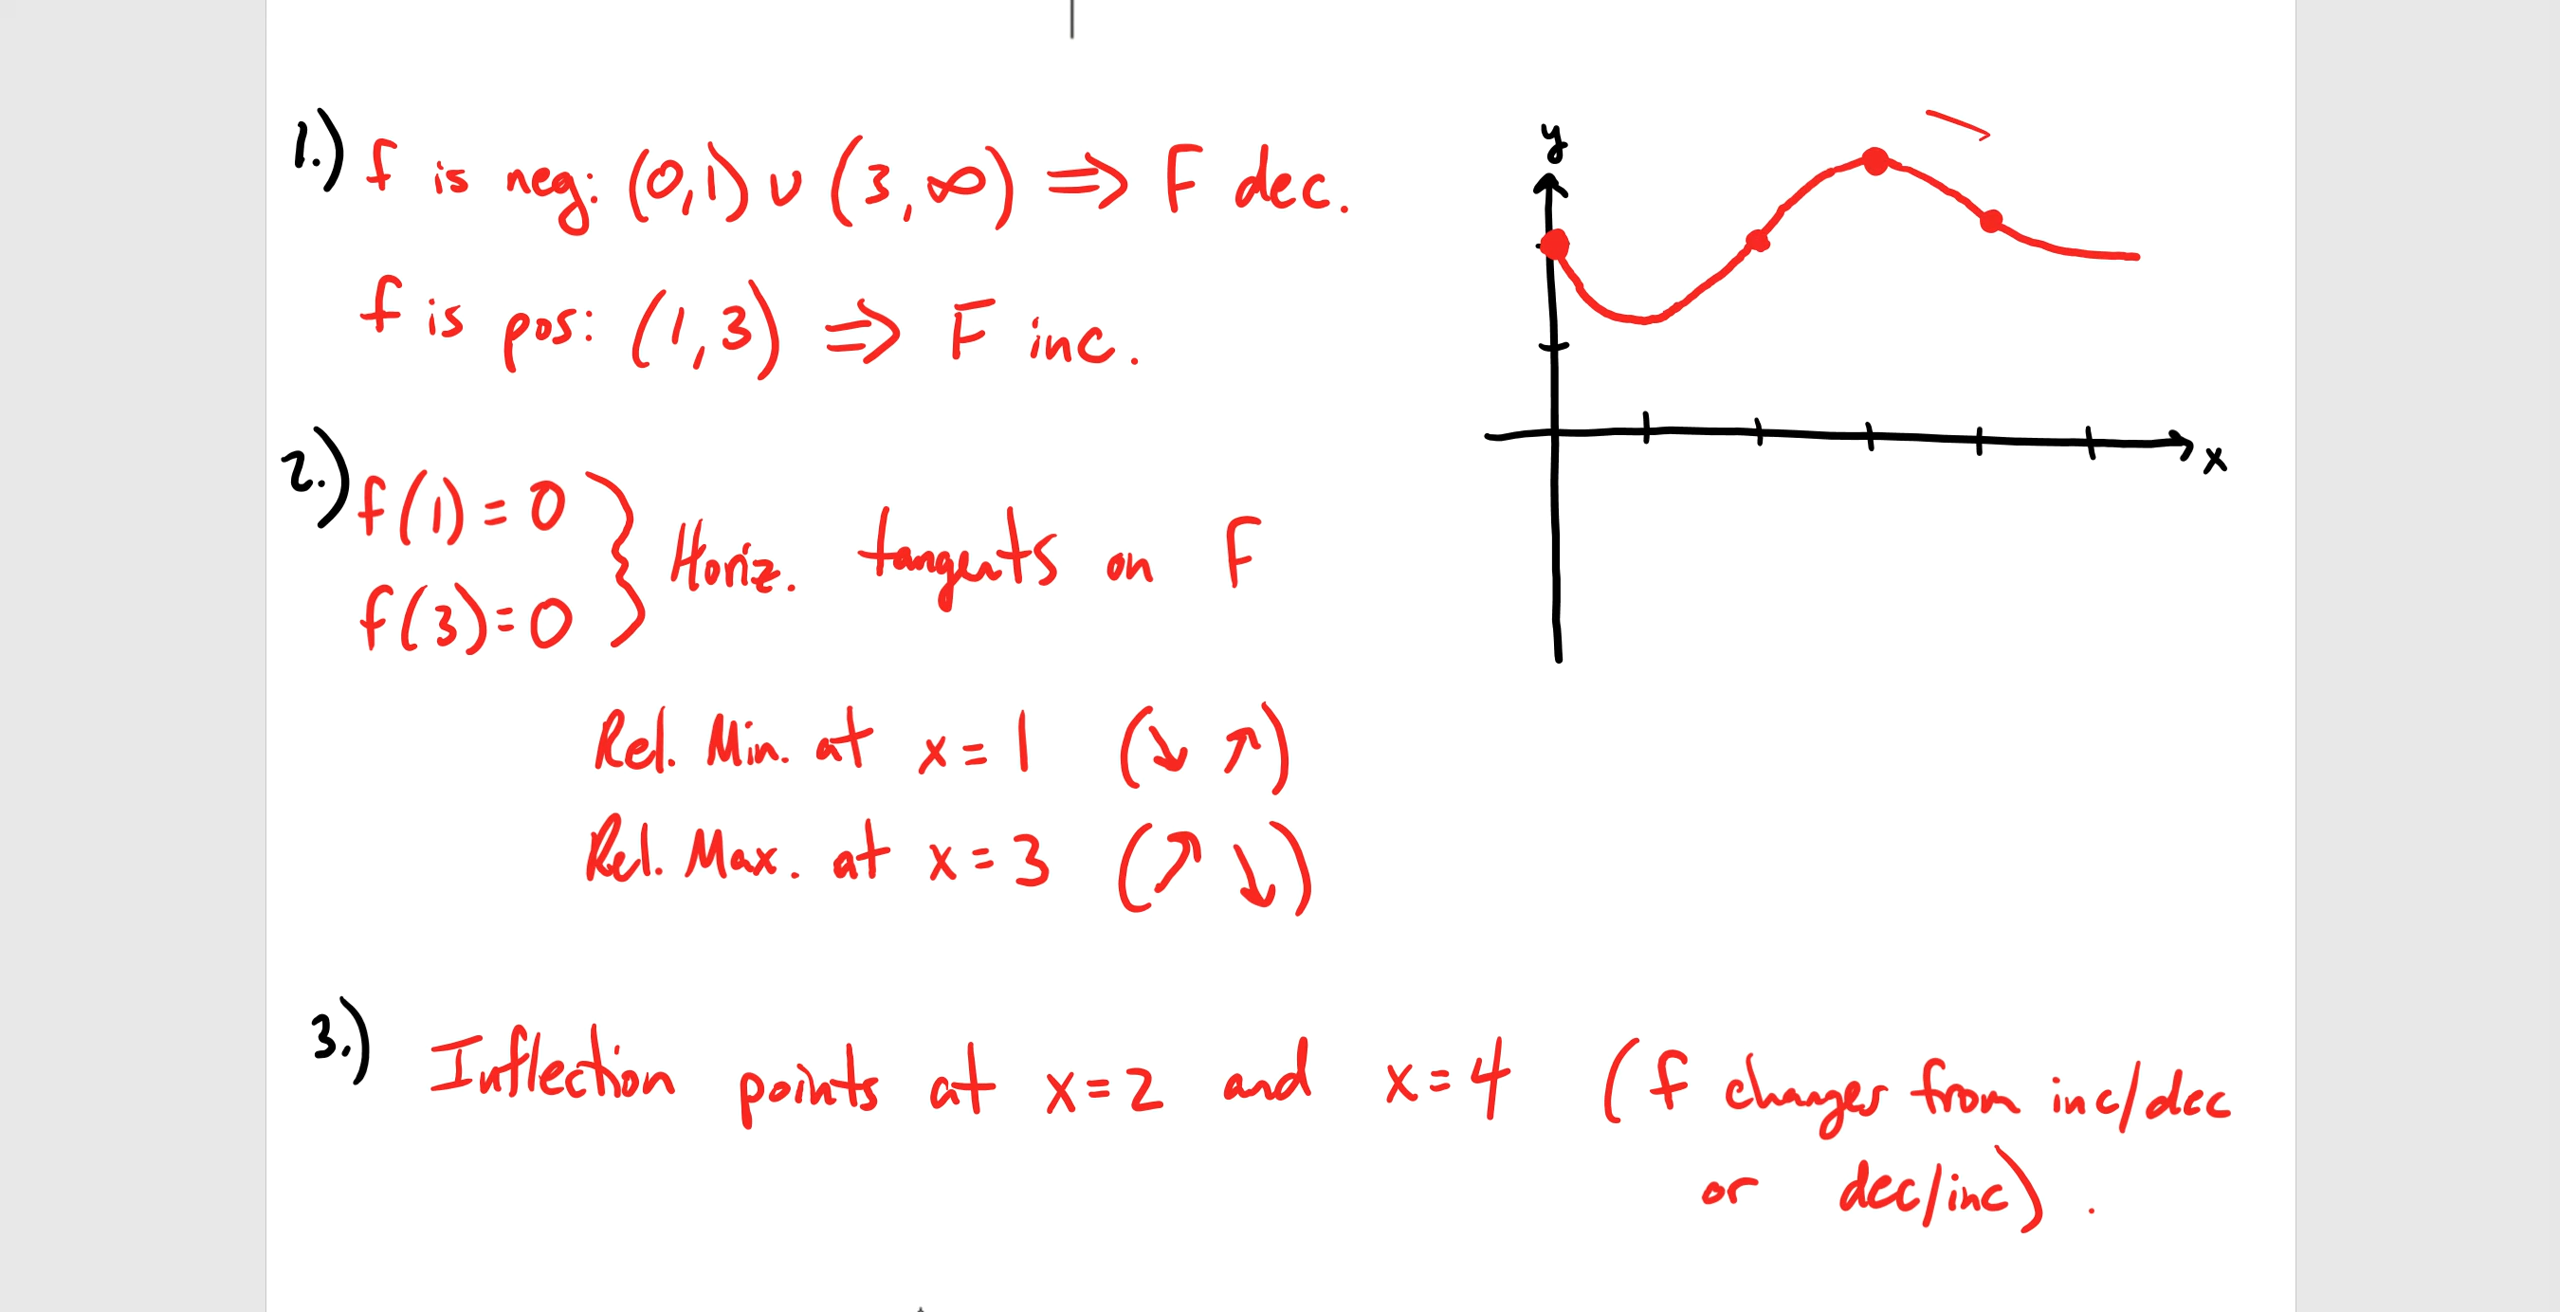 1.) f is neg: (0,1) ∪ (3,∞) ⇒ F dec.
f is pos: (1,3) ⇒ F inc.
2.) f(1)=0
f(3)=0
} Horiz. tangents on F
Rel. Min. at x=1 (↘ ↗)
Rel. Max. at x=3 (↗ ↘)
3.) Inflection points at x=2 and x=4 (f changes from inc/dec
or dec/inc).
y
x